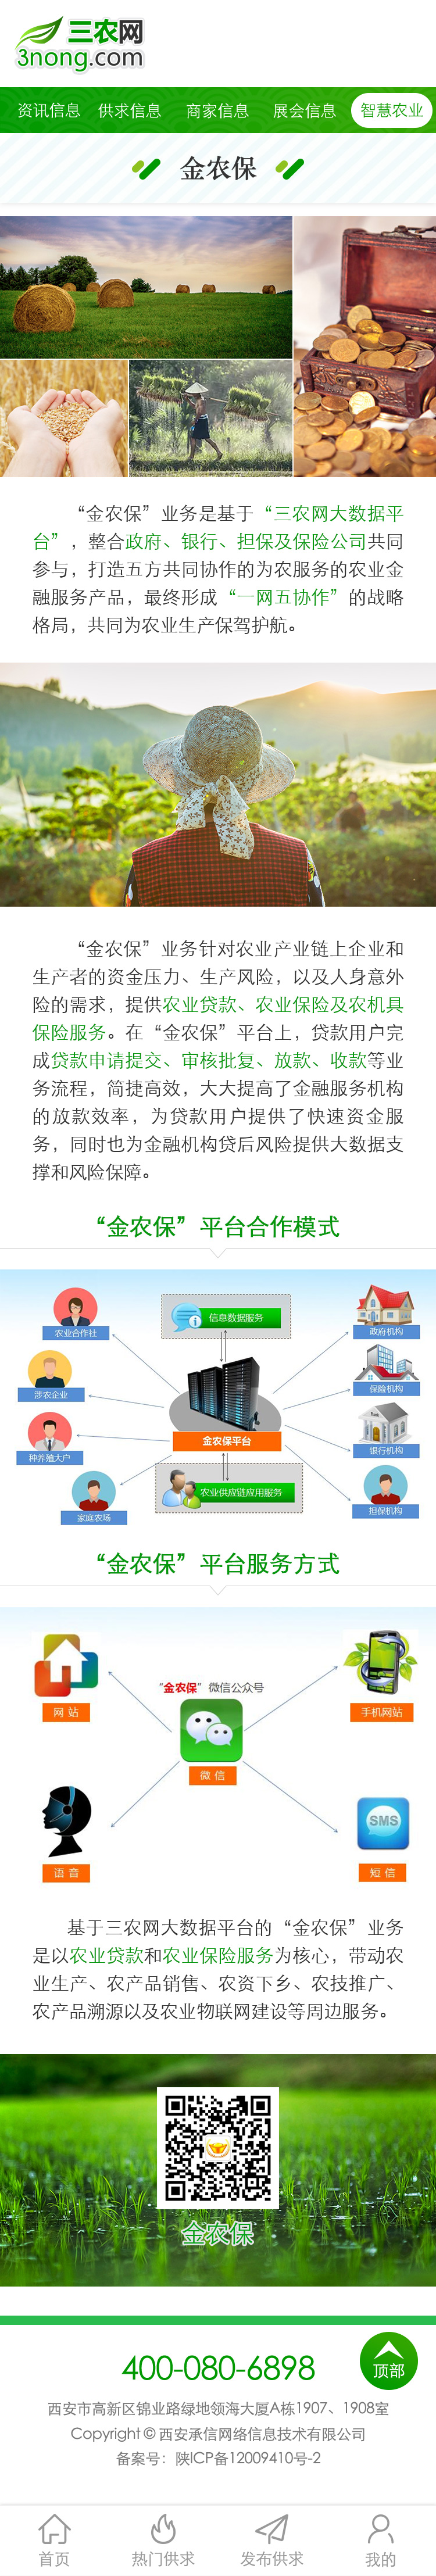 三农网
3nong.com
资讯信息 供求信息 商家信息 展会信息 智慧农业
金农保
“金农保”业务是基于“三农网大数据平
台”，整合政府、银行、担保及保险公司共同
参与，打造五方共同协作的为农服务的农业金
融服务产品，最终形成“一网五协作”的战略
格局，共同为农业生产保驾护航。
“金农保”业务针对农业产业链上企业和
生产者的资金压力、生产风险，以及人身意外
险的需求，提供农业贷款、农业保险及农机具
保险服务。在“金农保”平台上，贷款用户完
成贷款申请提交、审核批复、放款、收款等业
务流程，简捷高效，大大提高了金融服务机构
的放款效率，为贷款用户提供了快速资金服
务，同时也为金融机构贷后风险提供大数据支
撑和风险保障。
“金农保”平台合作模式
信息数据服务
农业合作社
政府机构
涉农企业
保险机构
金农保平台
种养殖大户
银行机构
农业供应链应用服务
家庭农场
担保机构
“金农保”平台服务方式
“金农保”微信公众号
网 站
手机网站
微 信
SMS
语 音
短 信
基于三农网大数据平台的“金农保”业务
是以农业贷款和农业保险服务为核心，带动农
业生产、农产品销售、农资下乡、农技推广、
农产品溯源以及农业物联网建设等周边服务。
金农保
400-080-6898
顶部
西安市高新区锦业路绿地领海大厦A栋1907、1908室
Copyright © 西安承信网络信息技术有限公司
备案号：陕ICP备12009410号-2
首页 热门供求 发布供求 我的